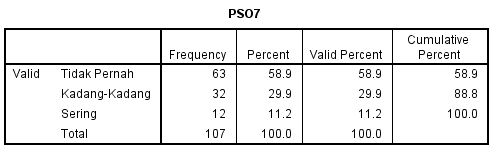 PSO7
Frequency Percent Valid Percent Cumulative Percent
Valid Tidak Pernah 63 58.9 58.9 58.9
Kadang-Kadang 32 29.9 29.9 88.8
Sering 12 11.2 11.2 100.0
Total 107 100.0 100.0